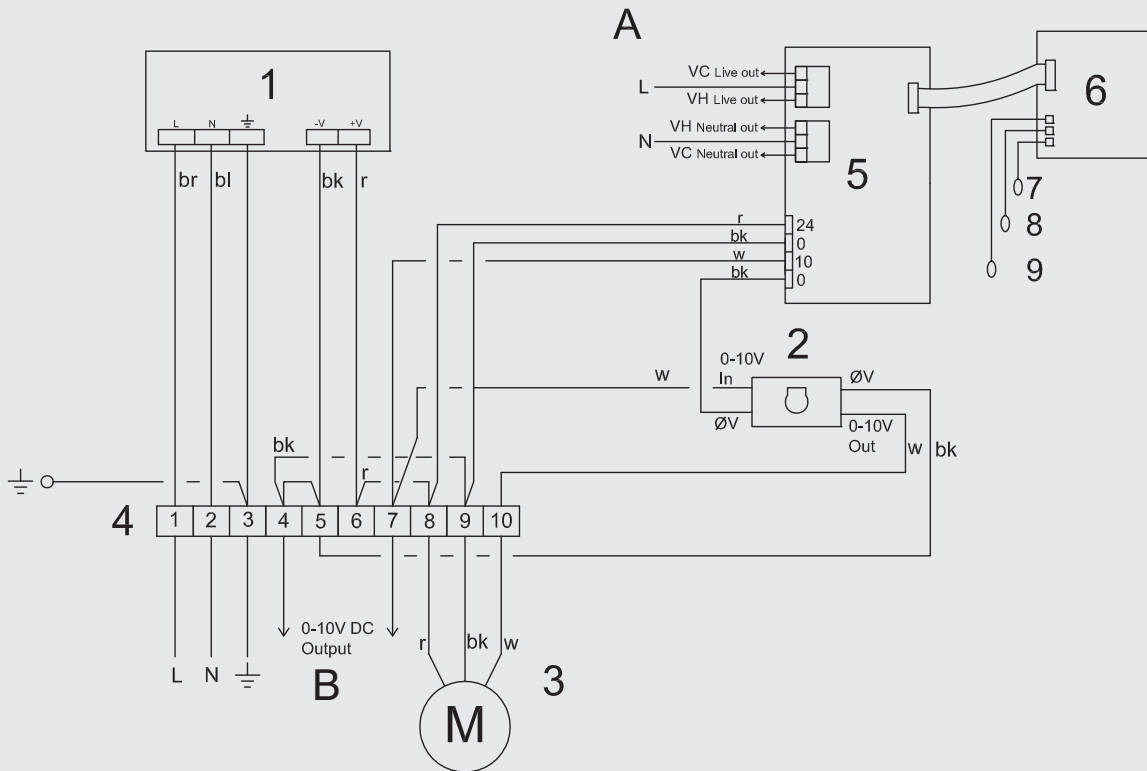 A
1
L N -V +V
br bl bk r
VC Live out
L
VH Live out
VH Neutral out
N
VC Neutral out
5
6
7
8
9
r 24
bk 0
w 10
bk 0
2
0-10V
In
w
ØV
ØV
0-10V
Out
w bk
bk
r
4 1 2 3 4 5 6 7 8 9 10
0-10V DC
Output
r bk w
L N
B
3
M